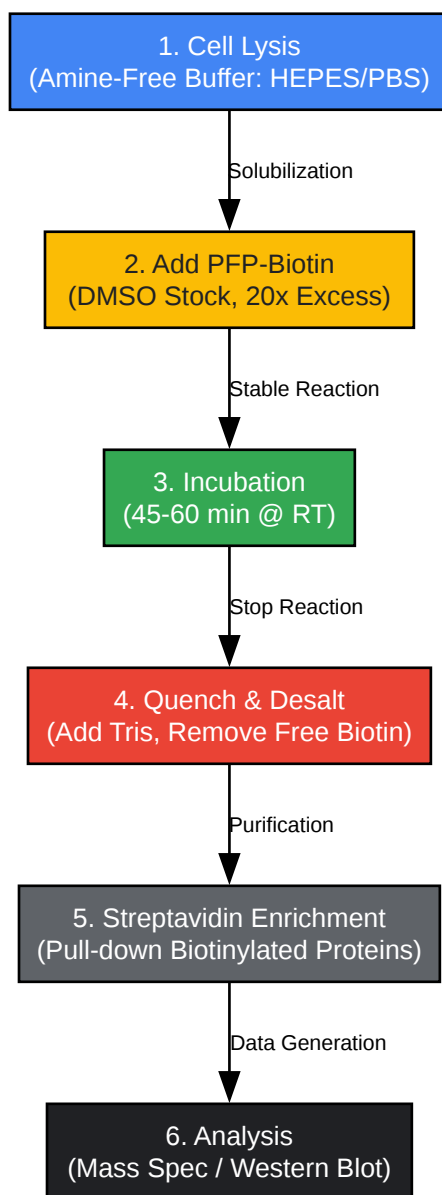 1. Cell Lysis
(Amine-Free Buffer: HEPES/PBS)
Solubilization
2. Add PFP-Biotin
(DMSO Stock, 20x Excess)
Stable Reaction
3. Incubation
(45-60 min @ RT)
Stop Reaction
4. Quench & Desalt
(Add Tris, Remove Free Biotin)
Purification
5. Streptavidin Enrichment
(Pull-down Biotinylated Proteins)
Data Generation
6. Analysis
(Mass Spec / Western Blot)